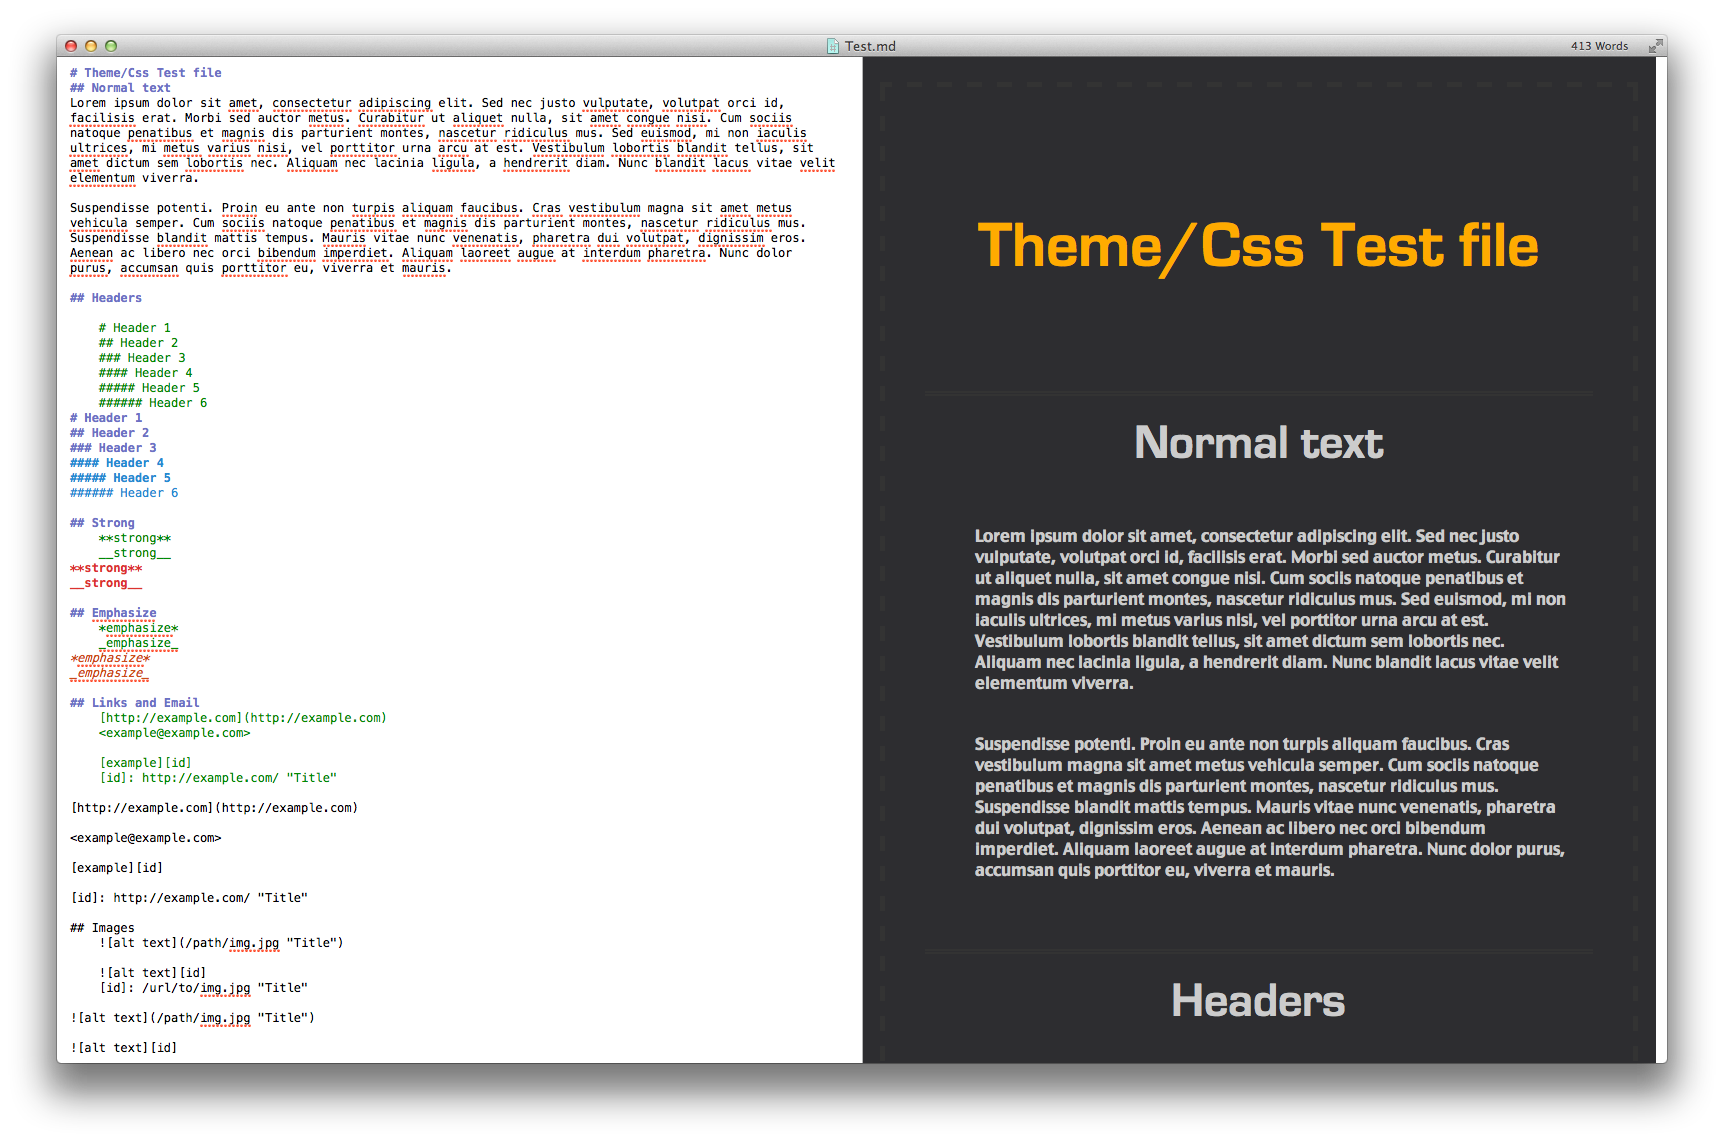 Test.md
413 Words
# Theme/Css Test file
## Normal text
Lorem ipsum dolor sit amet, consectetur adipiscing elit. Sed nec justo vulputate, volutpat orci id,
facilisis erat. Morbi sed auctor metus. Curabitur ut aliquet nulla, sit amet congue nisi. Cum sociis
natoque penatibus et magnis dis parturient montes, nascetur ridiculus mus. Sed euismod, mi non iaculis
ultrices, mi metus varius nisi, vel porttitor urna arcu at est. Vestibulum lobortis blandit tellus, sit
amet dictum sem lobortis nec. Aliquam nec lacinia ligula, a hendrerit diam. Nunc blandit lacus vitae velit
elementum viverra.
Suspendisse potenti. Proin eu ante non turpis aliquam faucibus. Cras vestibulum magna sit amet metus
vehicula semper. Cum sociis natoque penatibus et magnis dis parturient montes, nascetur ridiculus mus.
Suspendisse blandit mattis tempus. Mauris vitae nunc venenatis, pharetra dui volutpat, dignissim eros.
Aenean ac libero nec orci bibendum imperdiet. Aliquam laoreet augue at interdum pharetra. Nunc dolor
purus, accumsan quis porttitor eu, viverra et mauris.
## Headers
# Header 1
## Header 2
### Header 3
#### Header 4
##### Header 5
###### Header 6
# Header 1
## Header 2
### Header 3
#### Header 4
##### Header 5
###### Header 6
## Strong
**strong**
__strong__
**strong**
__strong__
## Emphasize
*emphasize*
_emphasize_
*emphasize*
_emphasize_
## Links and Email
[http://example.com](http://example.com)
<example@example.com>
[example][id]
[id]: http://example.com/ "Title"
[http://example.com](http://example.com)
<example@example.com>
[example][id]
[id]: http://example.com/ "Title"
## Images
![alt text](/path/img.jpg "Title")
![alt text][id]
[id]: /url/to/img.jpg "Title"
![alt text](/path/img.jpg "Title")
![alt text][id]
Theme/Css Test file
Normal text
Lorem ipsum dolor sit amet, consectetur adipiscing elit. Sed nec justo
vulputate, volutpat orci id, facilisis erat. Morbi sed auctor metus. Curabitur
ut aliquet nulla, sit amet congue nisi. Cum sociis natoque penatibus et
magnis dis parturient montes, nascetur ridiculus mus. Sed euismod, mi non
iaculis ultrices, mi metus varius nisi, vel porttitor urna arcu at est.
Vestibulum lobortis blandit tellus, sit amet dictum sem lobortis nec.
Aliquam nec lacinia ligula, a hendrerit diam. Nunc blandit lacus vitae velit
elementum viverra.
Suspendisse potenti. Proin eu ante non turpis aliquam faucibus. Cras
vestibulum magna sit amet metus vehicula semper. Cum sociis natoque
penatibus et magnis dis parturient montes, nascetur ridiculus mus.
Suspendisse blandit mattis tempus. Mauris vitae nunc venenatis, pharetra
dui volutpat, dignissim eros. Aenean ac libero nec orci bibendum
imperdiet. Aliquam laoreet augue at interdum pharetra. Nunc dolor purus,
accumsan quis porttitor eu, viverra et mauris.
Headers